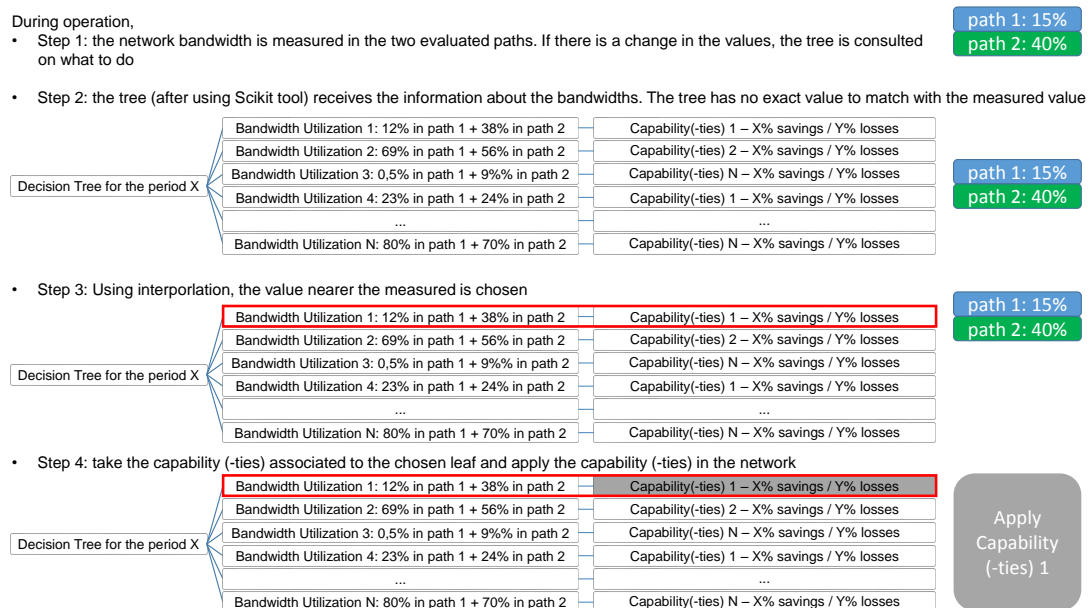 During operation,
• Step 1: the network bandwidth is measured in the two evaluated paths. If there is a change in the values, the tree is consulted
on what to do
path 1: 15%
path 2: 40%
• Step 2: the tree (after using Scikit tool) receives the information about the bandwidths. The tree has no exact value to match with the measured value
Decision Tree for the period X
Bandwidth Utilization 1: 12% in path 1 + 38% in path 2
Capability(-ties) 1 – X% savings / Y% losses
Bandwidth Utilization 2: 69% in path 1 + 56% in path 2
Capability(-ties) 2 – X% savings / Y% losses
Bandwidth Utilization 3: 0,5% in path 1 + 9%% in path 2
Capability(-ties) N – X% savings / Y% losses
Bandwidth Utilization 4: 23% in path 1 + 24% in path 2
Capability(-ties) 1 – X% savings / Y% losses
...
...
Bandwidth Utilization N: 80% in path 1 + 70% in path 2
Capability(-ties) N – X% savings / Y% losses
path 1: 15%
path 2: 40%
• Step 3: Using interporlation, the value nearer the measured is chosen
Decision Tree for the period X
Bandwidth Utilization 1: 12% in path 1 + 38% in path 2
Capability(-ties) 1 – X% savings / Y% losses
Bandwidth Utilization 2: 69% in path 1 + 56% in path 2
Capability(-ties) 2 – X% savings / Y% losses
Bandwidth Utilization 3: 0,5% in path 1 + 9%% in path 2
Capability(-ties) N – X% savings / Y% losses
Bandwidth Utilization 4: 23% in path 1 + 24% in path 2
Capability(-ties) 1 – X% savings / Y% losses
...
...
Bandwidth Utilization N: 80% in path 1 + 70% in path 2
Capability(-ties) N – X% savings / Y% losses
path 1: 15%
path 2: 40%
• Step 4: take the capability (-ties) associated to the chosen leaf and apply the capability (-ties) in the network
Decision Tree for the period X
Bandwidth Utilization 1: 12% in path 1 + 38% in path 2
Capability(-ties) 1 – X% savings / Y% losses
Bandwidth Utilization 2: 69% in path 1 + 56% in path 2
Capability(-ties) 2 – X% savings / Y% losses
Bandwidth Utilization 3: 0,5% in path 1 + 9%% in path 2
Capability(-ties) N – X% savings / Y% losses
Bandwidth Utilization 4: 23% in path 1 + 24% in path 2
Capability(-ties) 1 – X% savings / Y% losses
...
...
Bandwidth Utilization N: 80% in path 1 + 70% in path 2
Capability(-ties) N – X% savings / Y% losses
Apply
Capability
(-ties) 1